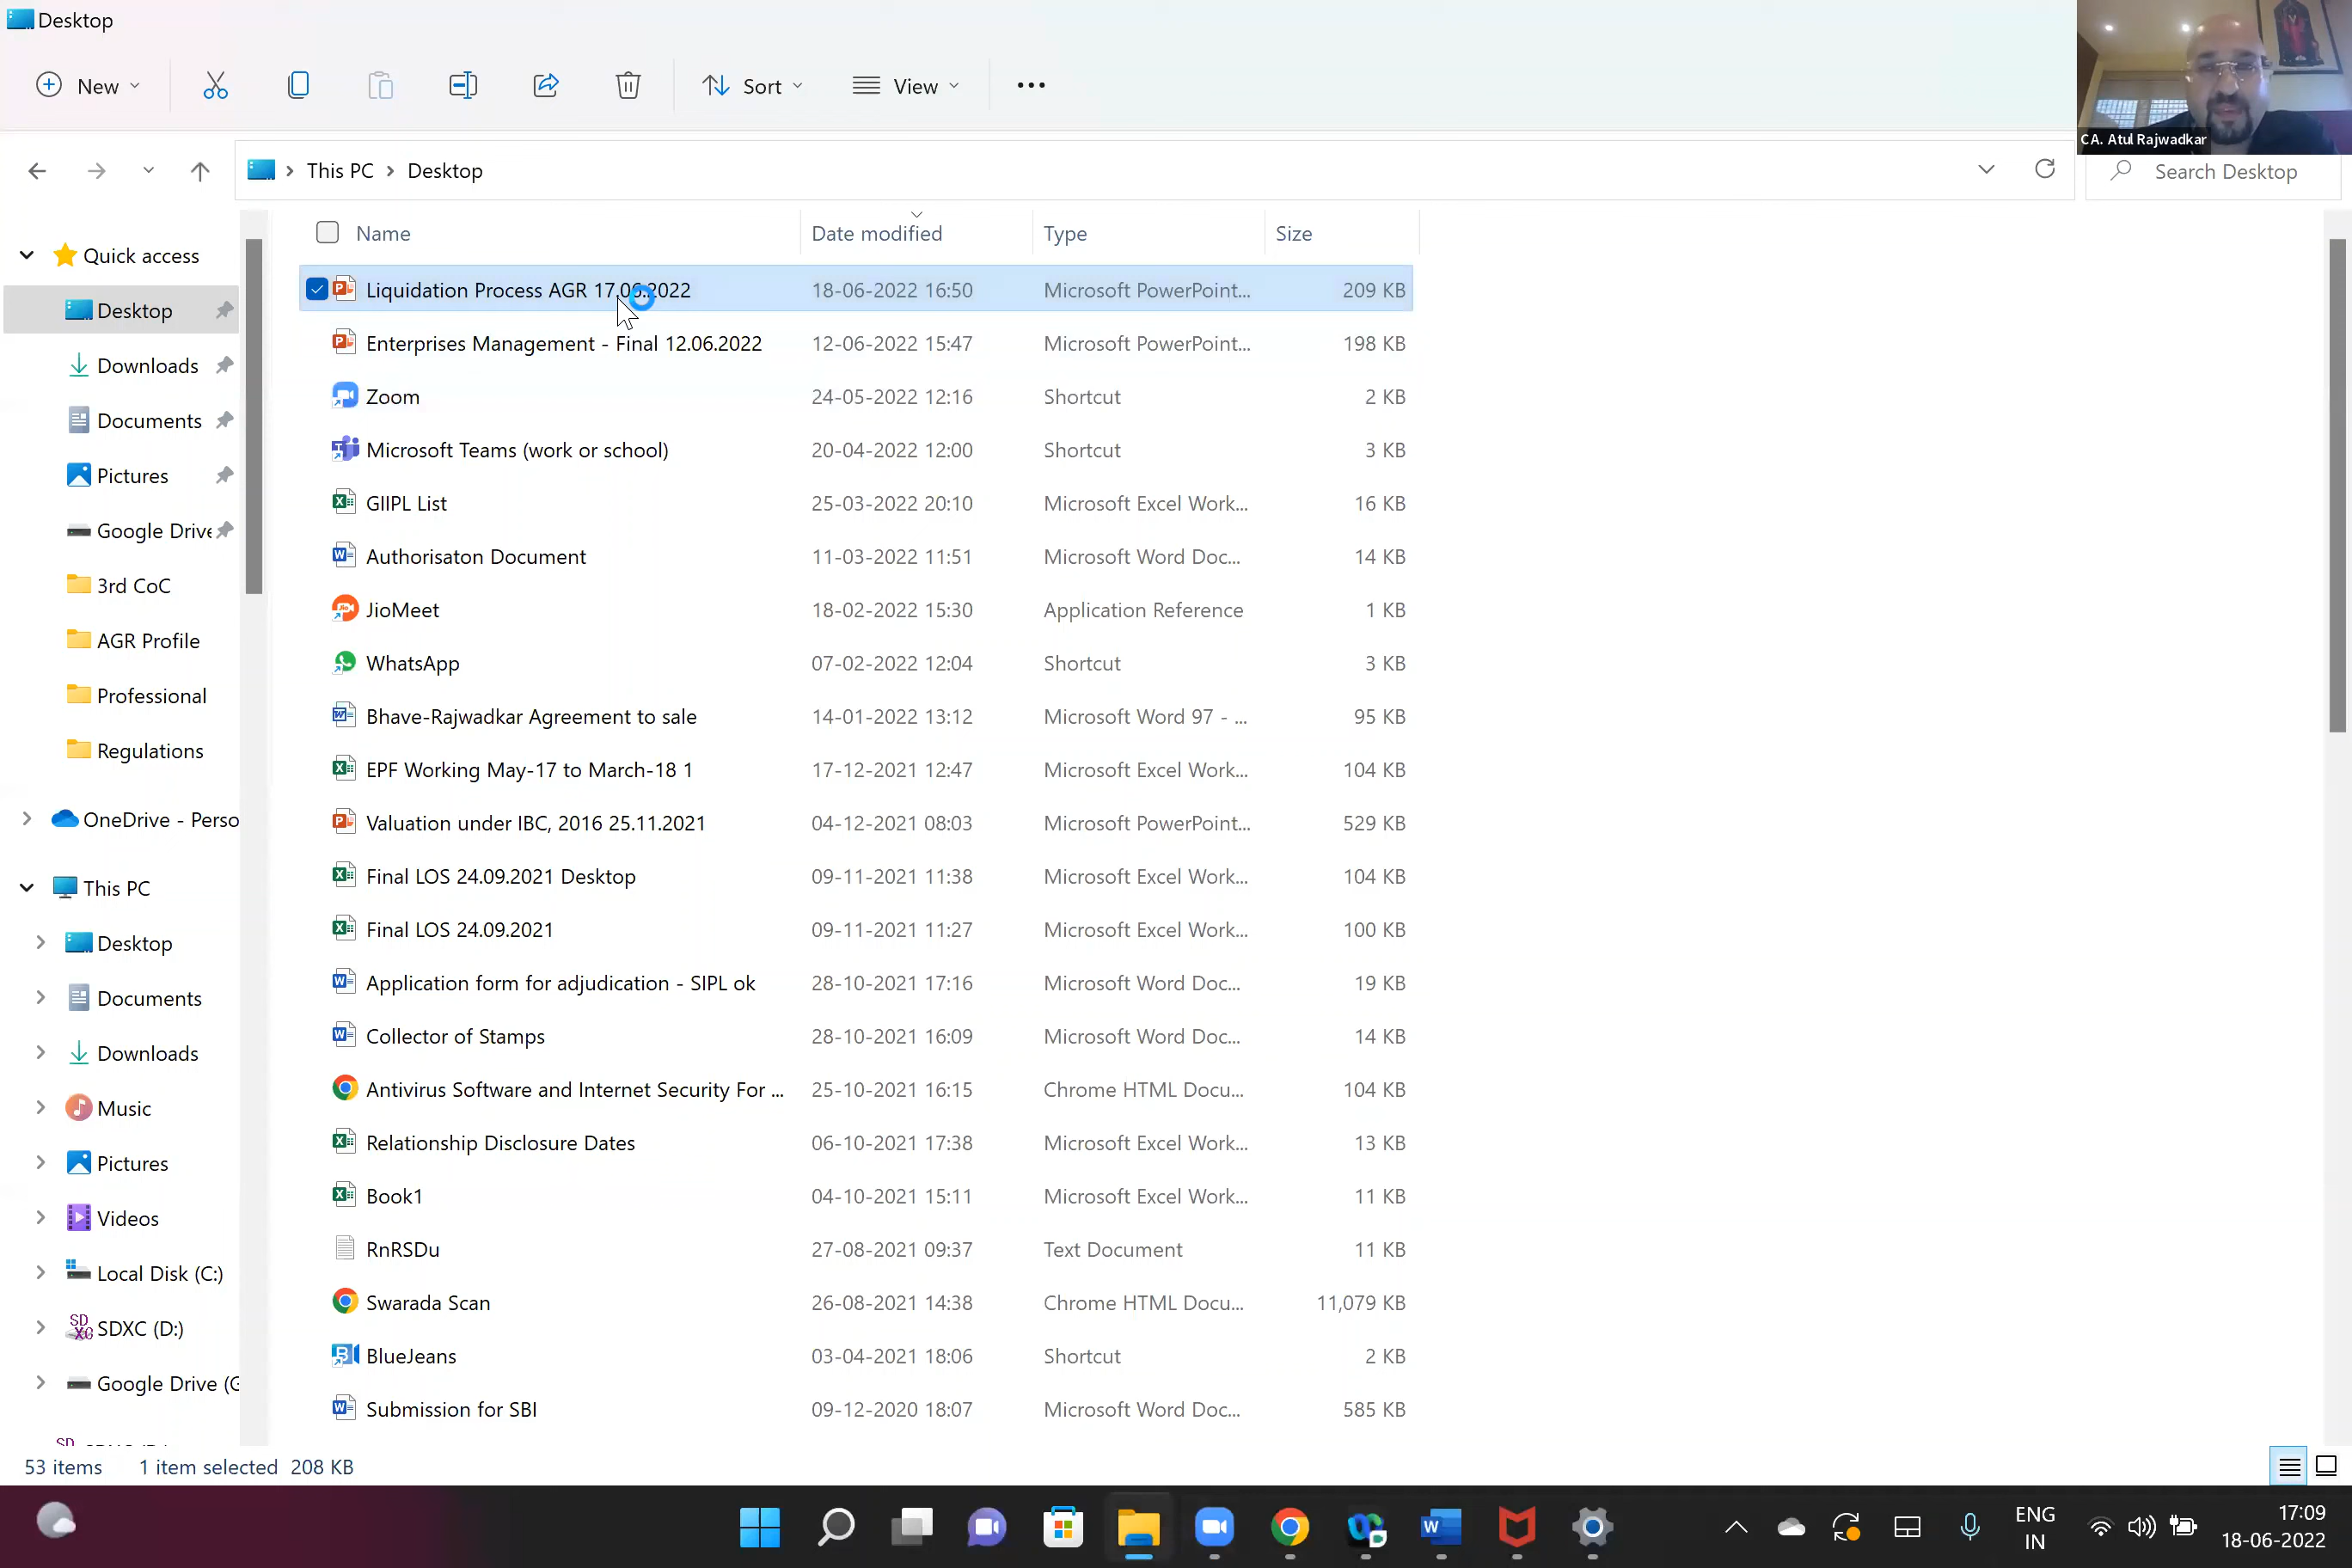 Desktop
New
Sort
View
CA. Atul Rajwadkar
This PC
Desktop
Search Desktop
Name
Date modified
Type
Size
Quick access
Desktop
Downloads
Documents
Pictures
Google Drive
3rd CoC
AGR Profile
Professional
Regulations
OneDrive - Perso
This PC
Desktop
Documents
Downloads
Music
Pictures
Videos
Local Disk (C:)
SDXC (D:)
Google Drive (G
Liquidation Process AGR 17.06.2022 18-06-2022 16:50 Microsoft PowerPoint... 209 KB
Enterprises Management - Final 12.06.2022 12-06-2022 15:47 Microsoft PowerPoint... 198 KB
Zoom 24-05-2022 12:16 Shortcut 2 KB
Microsoft Teams (work or school) 20-04-2022 12:00 Shortcut 3 KB
GIIPL List 25-03-2022 20:10 Microsoft Excel Work... 16 KB
Authorisaton Document 11-03-2022 11:51 Microsoft Word Doc... 14 KB
JioMeet 18-02-2022 15:30 Application Reference 1 KB
WhatsApp 07-02-2022 12:04 Shortcut 3 KB
Bhave-Rajwadkar Agreement to sale 14-01-2022 13:12 Microsoft Word 97 - ... 95 KB
EPF Working May-17 to March-18 1 17-12-2021 12:47 Microsoft Excel Work... 104 KB
Valuation under IBC, 2016 25.11.2021 04-12-2021 08:03 Microsoft PowerPoint... 529 KB
Final LOS 24.09.2021 Desktop 09-11-2021 11:38 Microsoft Excel Work... 104 KB
Final LOS 24.09.2021 09-11-2021 11:27 Microsoft Excel Work... 100 KB
Application form for adjudication - SIPL ok 28-10-2021 17:16 Microsoft Word Doc... 19 KB
Collector of Stamps 28-10-2021 16:09 Microsoft Word Doc... 14 KB
Antivirus Software and Internet Security For ... 25-10-2021 16:15 Chrome HTML Docu... 104 KB
Relationship Disclosure Dates 06-10-2021 17:38 Microsoft Excel Work... 13 KB
Book1 04-10-2021 15:11 Microsoft Excel Work... 11 KB
RnRSDu 27-08-2021 09:37 Text Document 11 KB
Swarada Scan 26-08-2021 14:38 Chrome HTML Docu... 11,079 KB
BlueJeans 03-04-2021 18:06 Shortcut 2 KB
Submission for SBI 09-12-2020 18:07 Microsoft Word Doc... 585 KB
53 items 1 item selected 208 KB
ENG
IN
17:09
18-06-2022